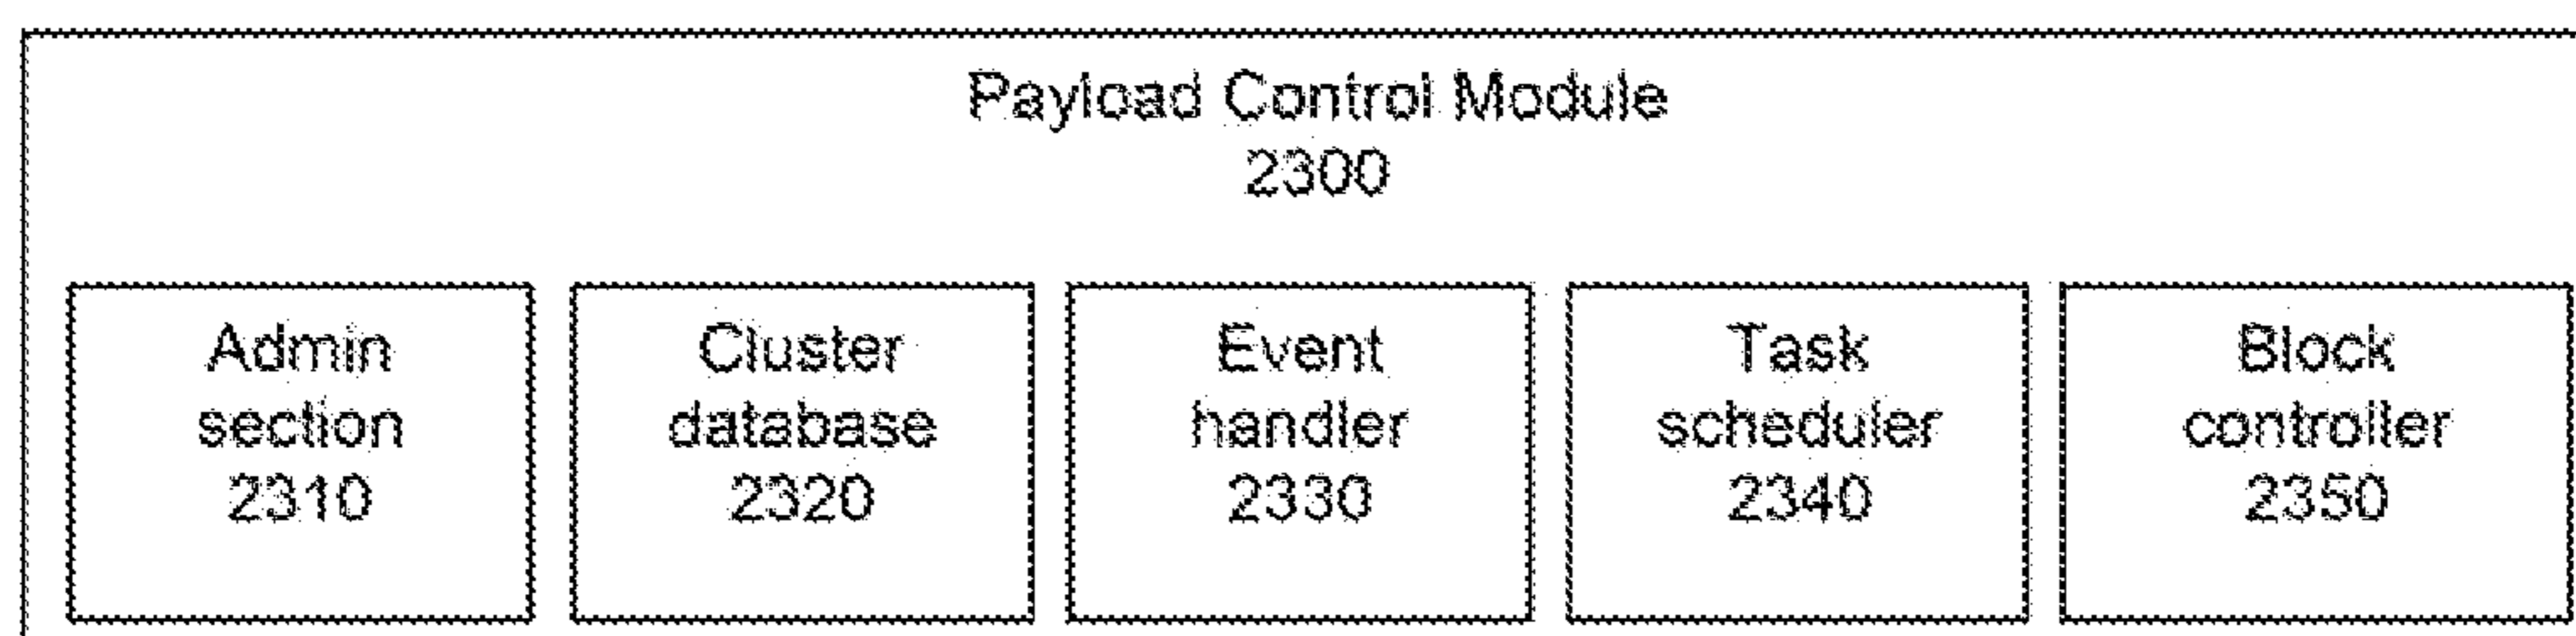 Payload Control Module
2300
Admin
section
2310
Cluster
database
2320
Event
handler
2330
Task
scheduler
2340
Block
controller
2350